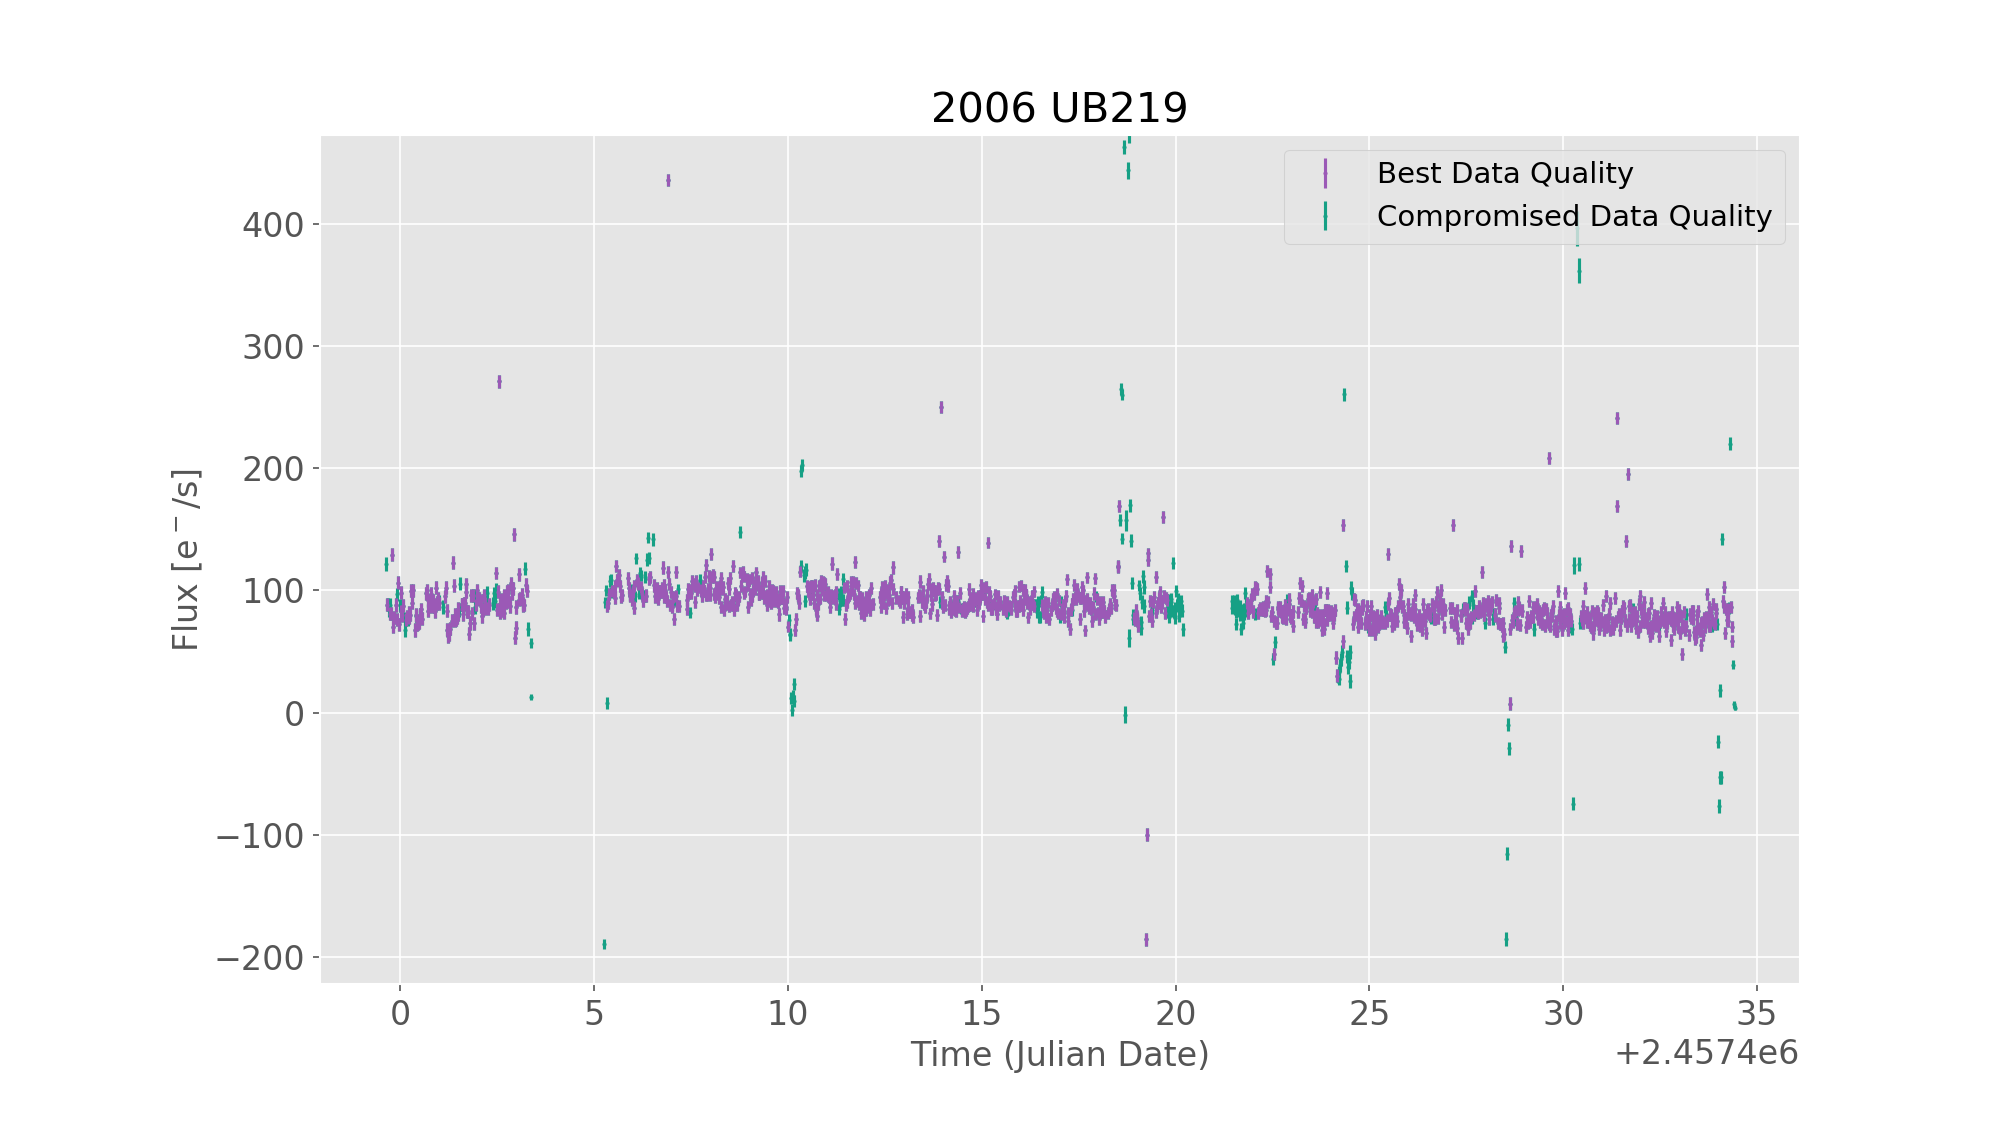 2006 UB219
Best Data Quality
Compromised Data Quality
Flux [e⁻/s]
400
300
200
100
0
−100
−200
0 5 10 15 20 25 30 35
Time (Julian Date)
+2.4574e6